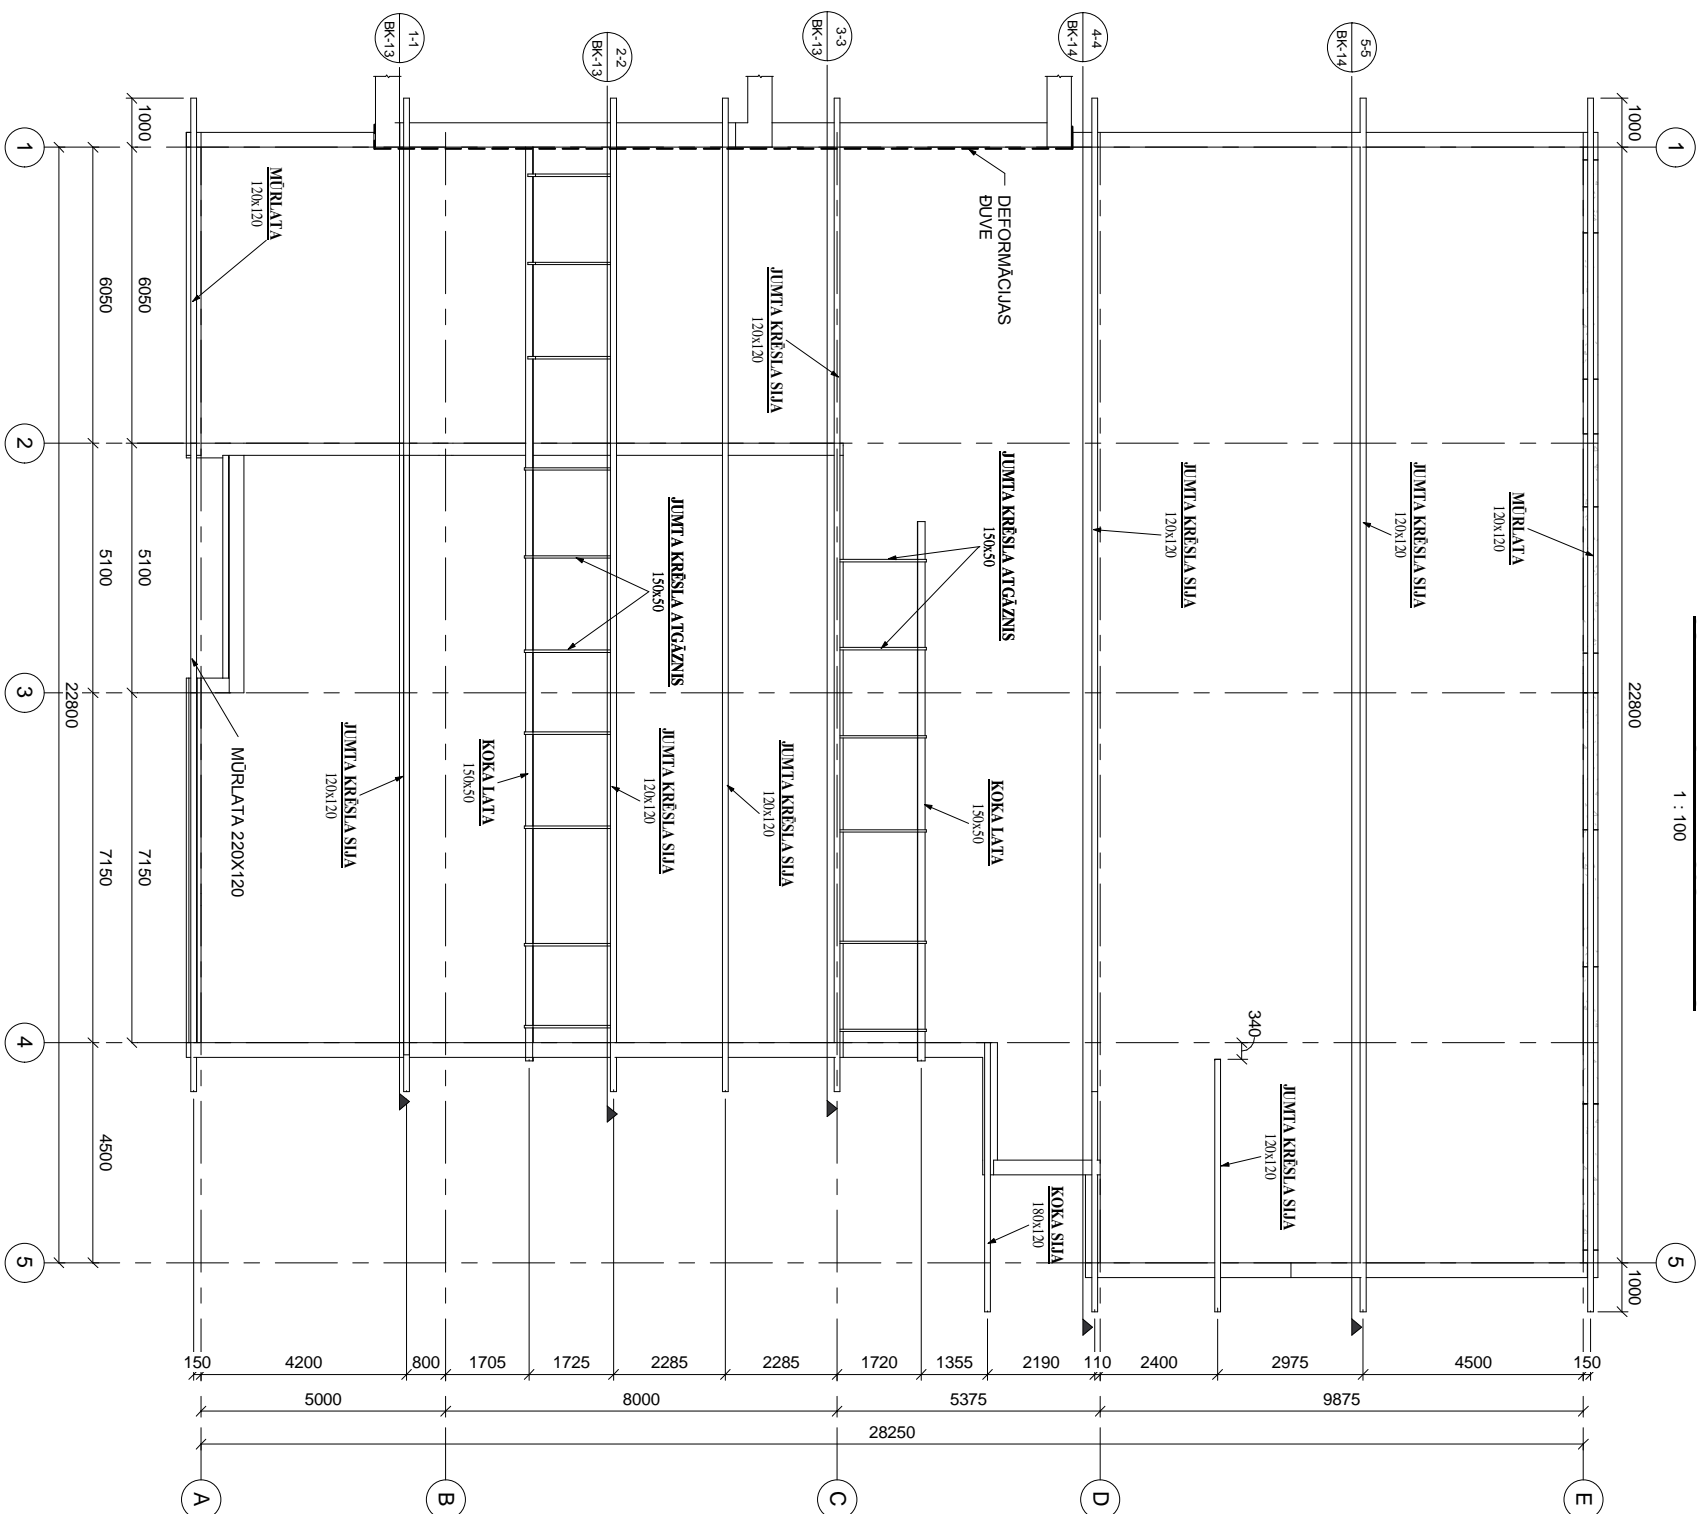 1-1
BK-13
2-2
BK-13
3-3
BK-13
4-4
BK-14
5-5
BK-14
1 : 100
1
1000
1000
1
22800
5
1000
MŪRLATA
120x120
DEFORMĀCIJAS
ĐUVE
JUMTA KRĒSLA SIJA
120x120
6050
6050
2
JUMTA KRĒSLA ATGĀZNIS
150x50
JUMTA KRĒSLA ATGĀZNIS
150x50
JUMTA KRĒSLA SIJA
120x120
JUMTA KRĒSLA SIJA
120x120
MŪRLATA
120x120
5100
5100
3
22800
MŪRLATA 220X120
JUMTA KRĒSLA SIJA
120x120
KOKA LATA
150x50
JUMTA KRĒSLA SIJA
120x120
JUMTA KRĒSLA SIJA
120x120
KOKA LATA
150x50
7150
7150
4
340
JUMTA KRĒSLA SIJA
120x120
KOKA SIJA
180x120
4500
5
150
4200
800
1705
1725
2285
2285
1720
1355
2190
110
2400
2975
4500
150
5000
8000
5375
9875
28250
A
B
C
D
E